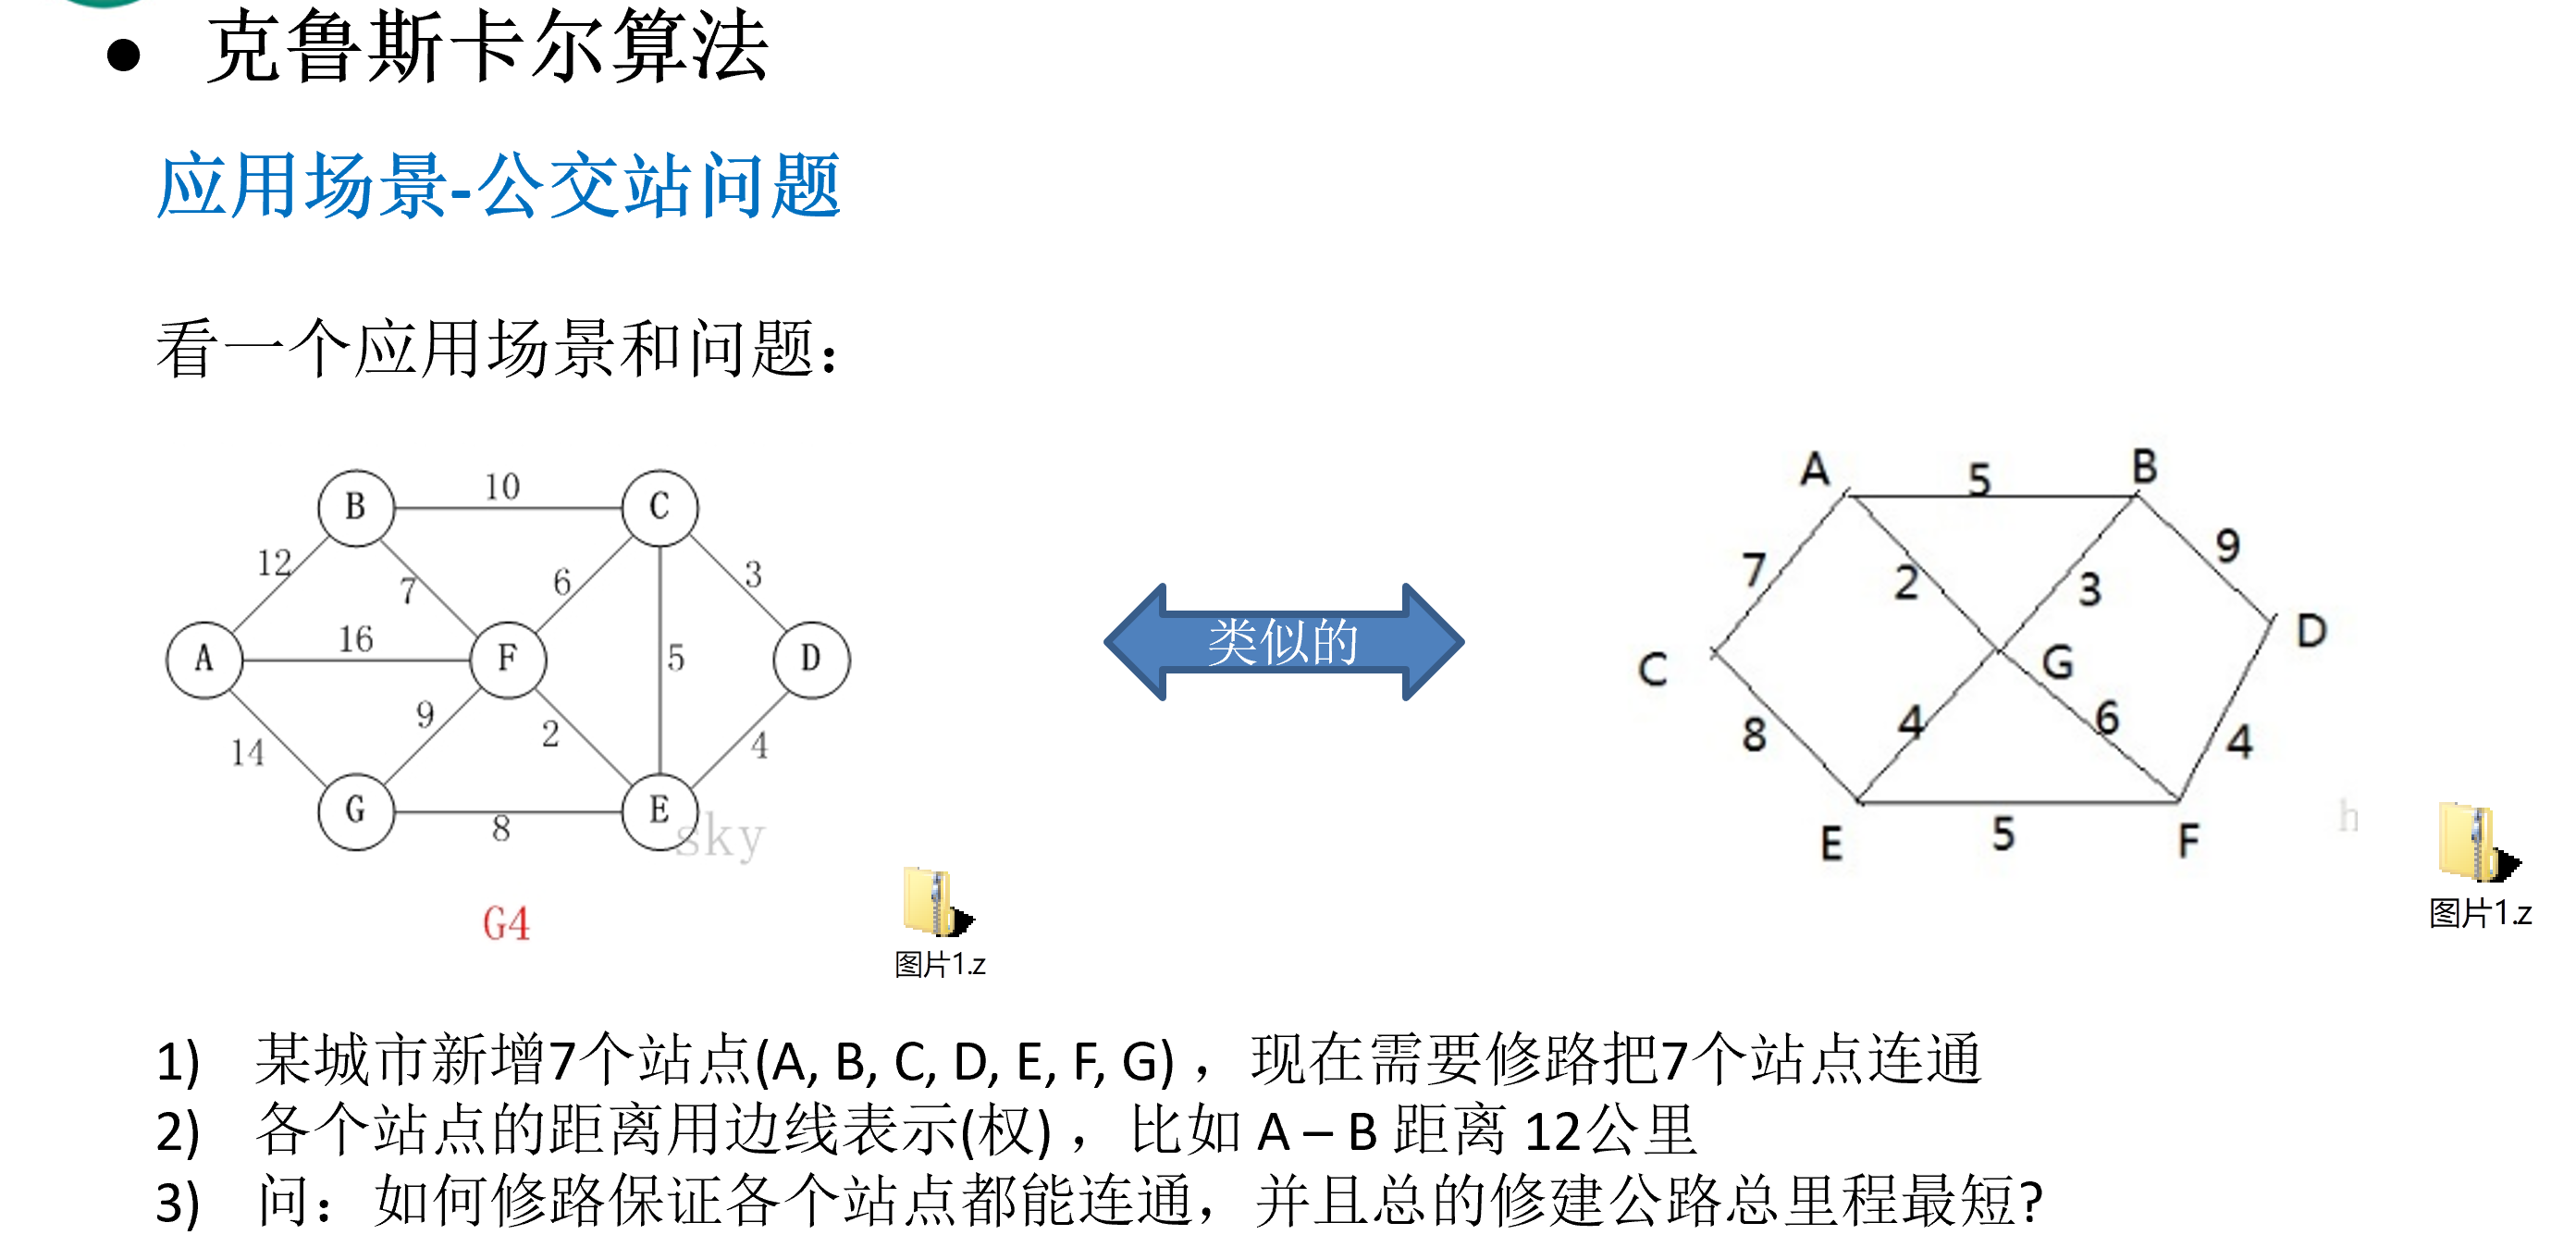 ● 克鲁斯卡尔算法
应用场景-公交站问题
看一个应用场景和问题：
B 10 C
12 7 6 3
A 16 F 5 D
14 9 2 4
G 8 E
sky
G4
图片1.z
类似的
A 5 B
7 2 3 9
C G D
8 4 6 4
E 5 F
h
图片1.z
1) 某城市新增7个站点(A, B, C, D, E, F, G) ，现在需要修路把7个站点连通
2) 各个站点的距离用边线表示(权) ，比如 A – B 距离 12公里
3) 问：如何修路保证各个站点都能连通，并且总的修建公路总里程最短?